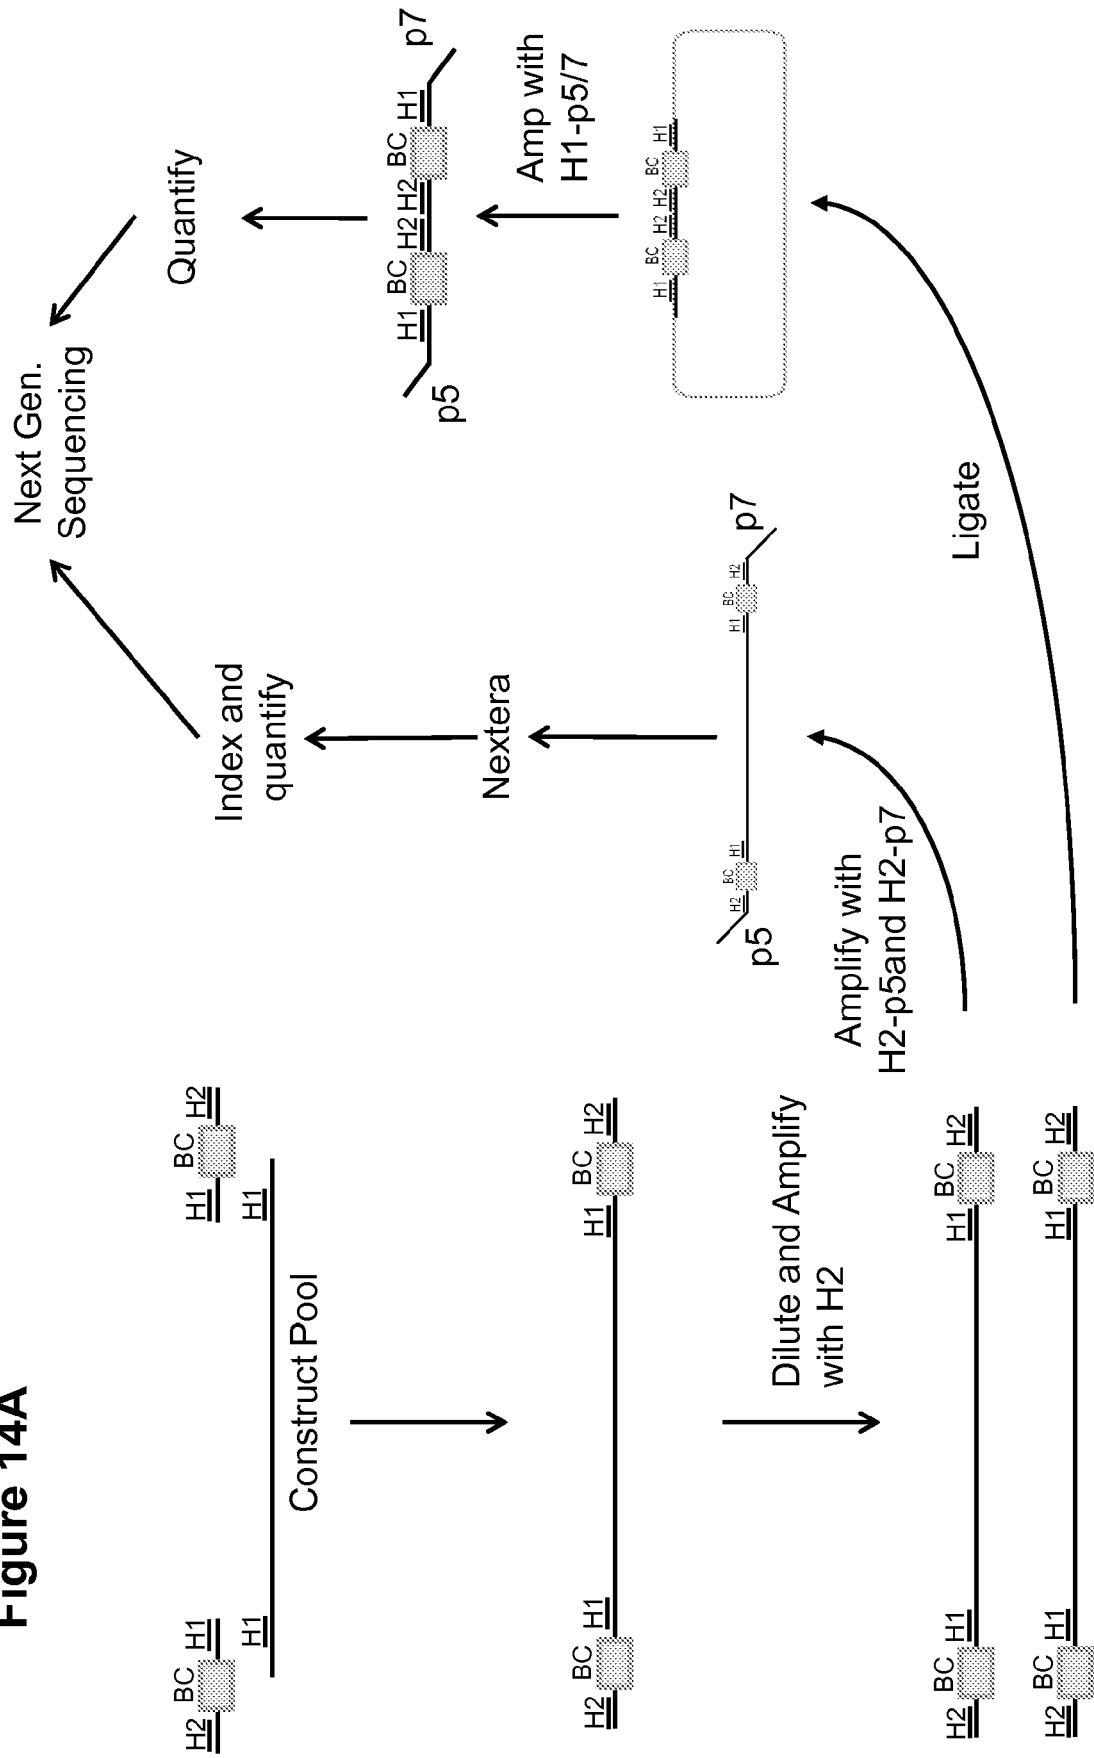 Figure 14A
H2 BC H1 H1 BC H2
H1 H1
Construct Pool
H2 BC H1 H1 BC H2
Dilute and Amplify
with H2
H2 BC H1 H1 BC H2
H2 BC H1 H1 BC H2
Amplify with
H2-p5and H2-p7
p5 H2 BC H1 H1 BC H2 p7
Nextera
Index and
quantify
Next Gen.
Sequencing
Quantify
p5 H1 BC H2 H2 BC H1 p7
Amp with
H1-p5/7
H1 BC H2 H2 BC H1
Ligate